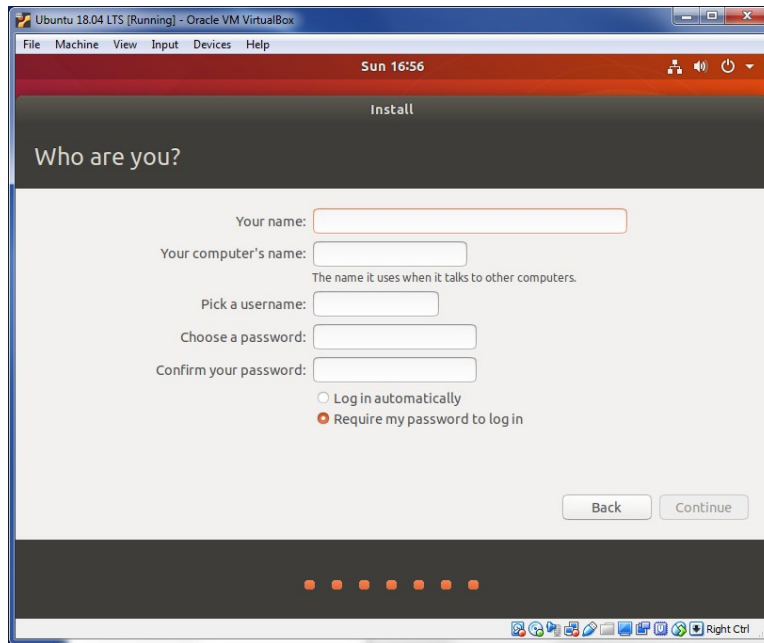 Ubuntu 18.04 LTS [Running] - Oracle VM VirtualBox
File Machine View Input Devices Help
Sun 16:56
Install
Who are you?
Your name:
Your computer's name:
The name it uses when it talks to other computers.
Pick a username:
Choose a password:
Confirm your password:
Log in automatically
Require my password to log in
Back Continue
Right Ctrl